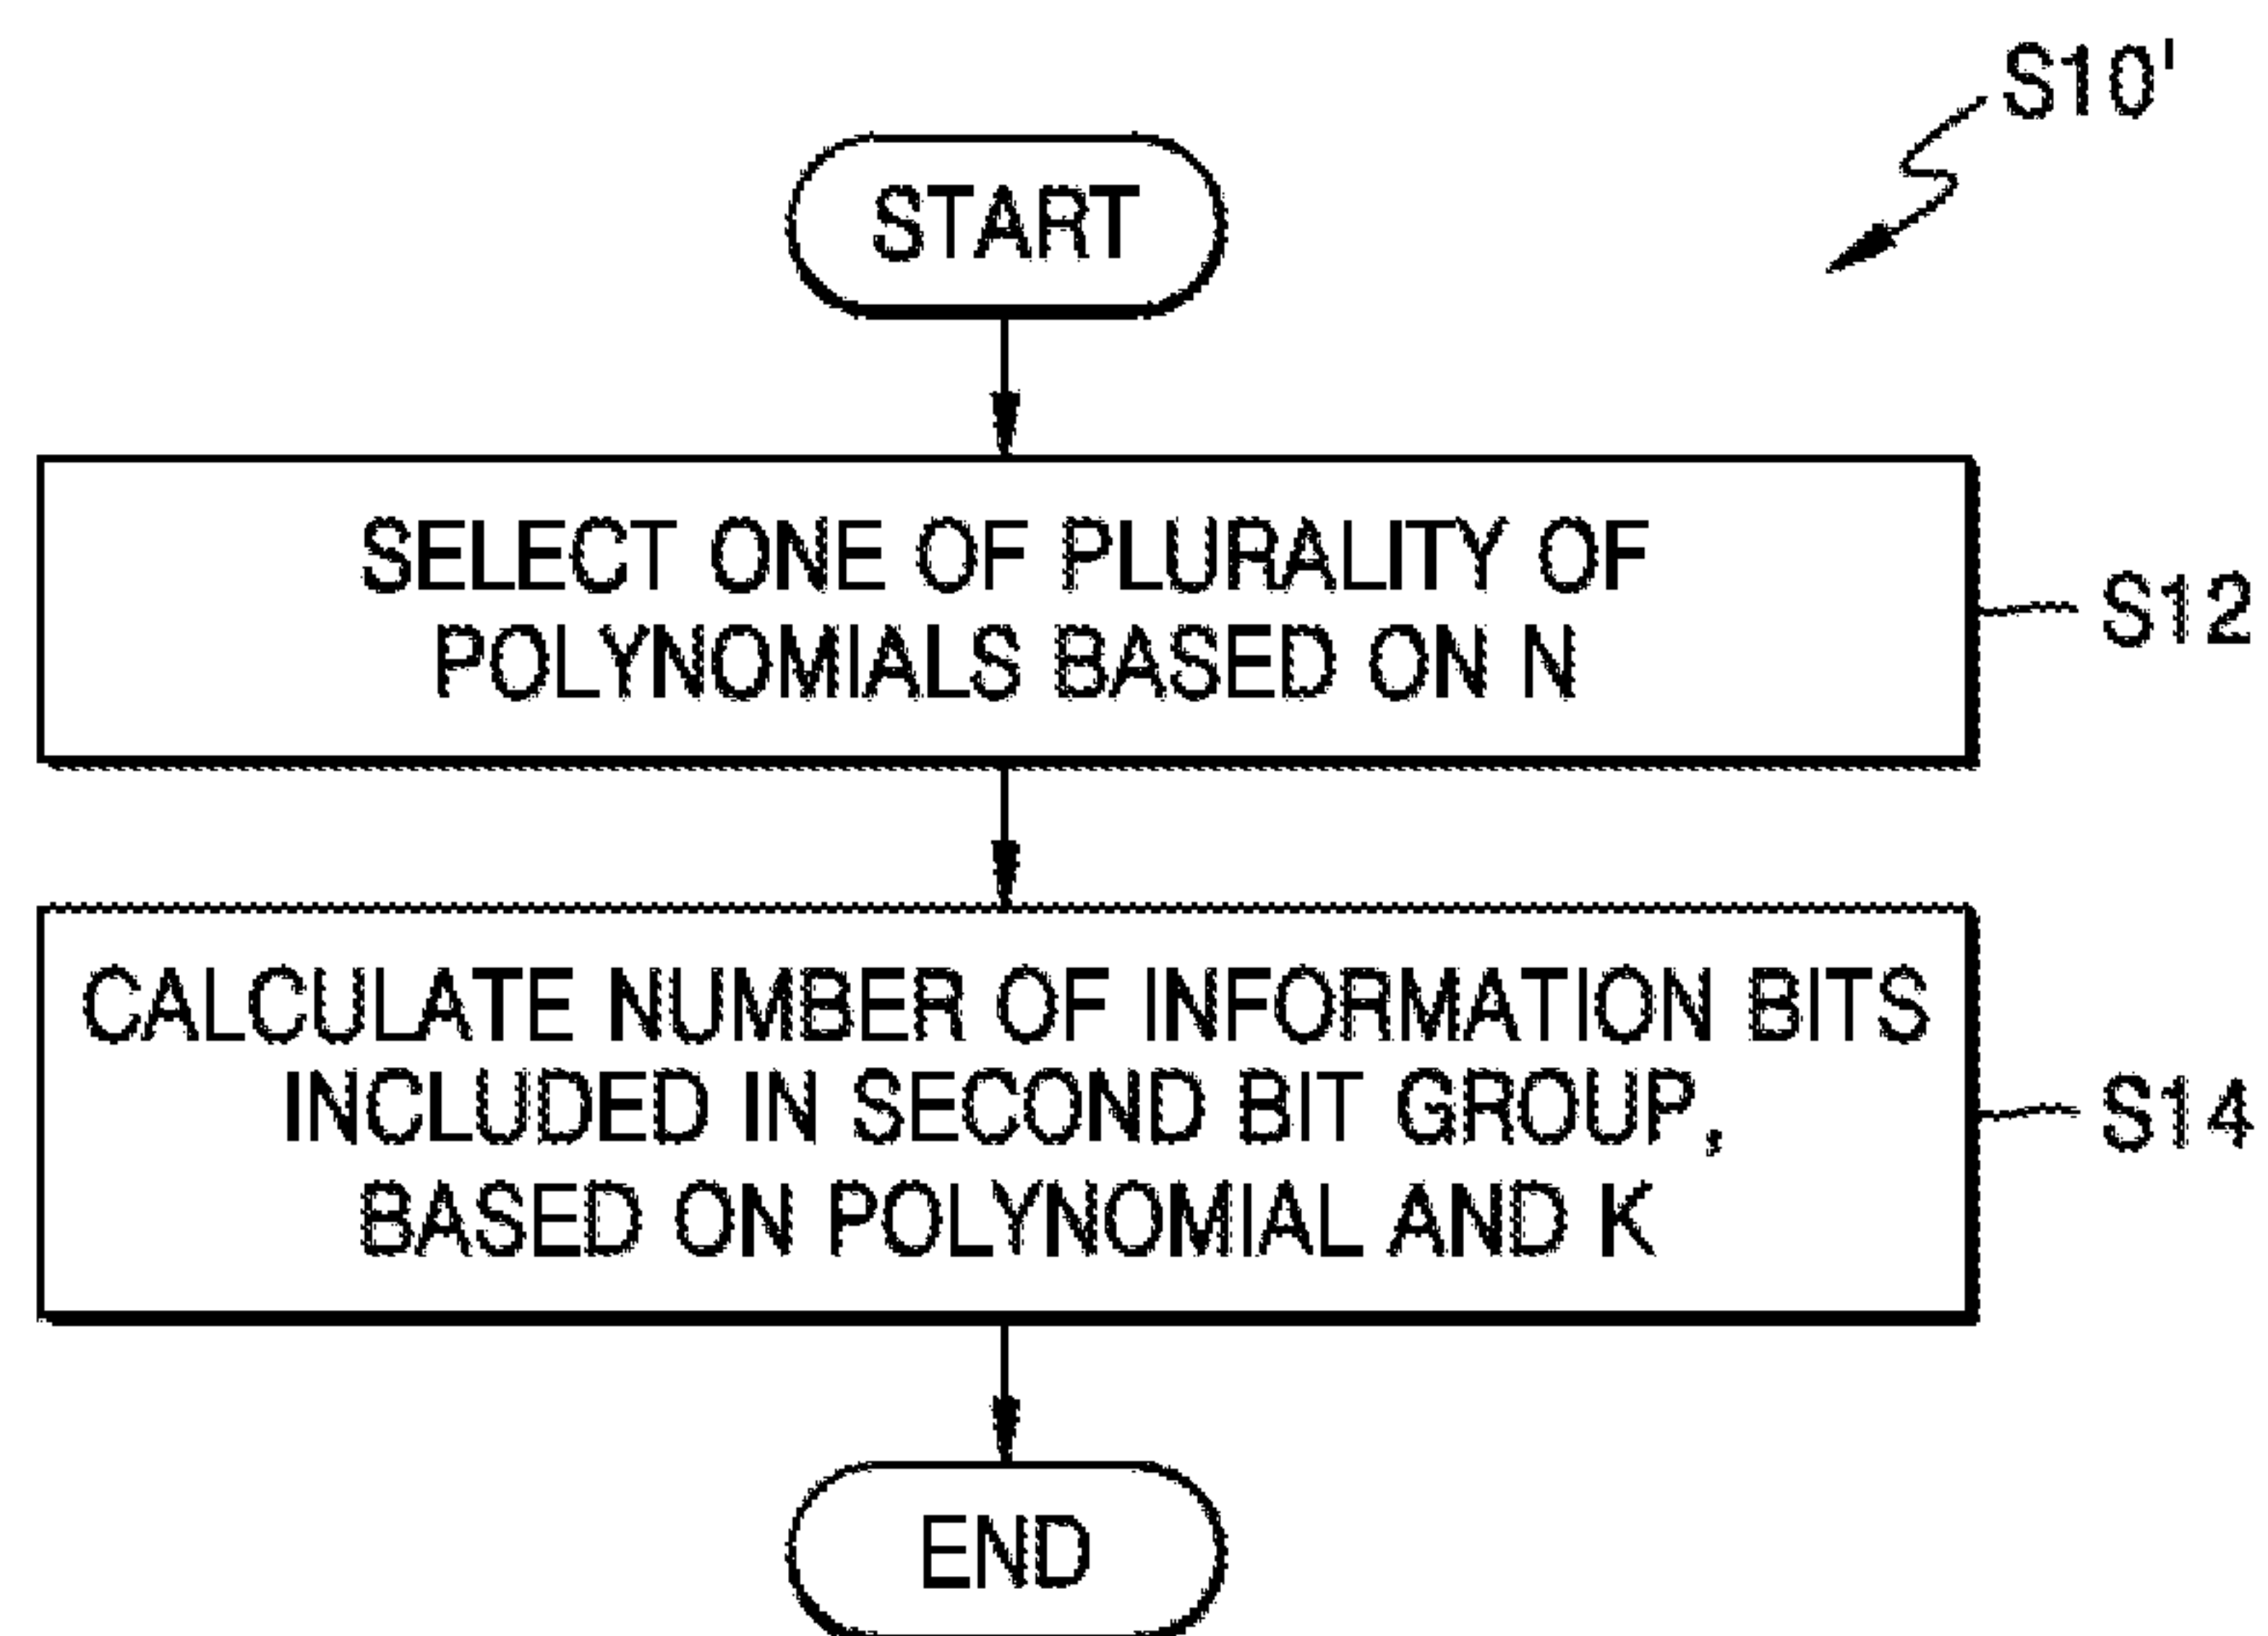 S10'
START
SELECT ONE OF PLURALITY OF
POLYNOMIALS BASED ON N
S12
CALCULATE NUMBER OF INFORMATION BITS
INCLUDED IN SECOND BIT GROUP,
BASED ON POLYNOMIAL AND K
S14
END